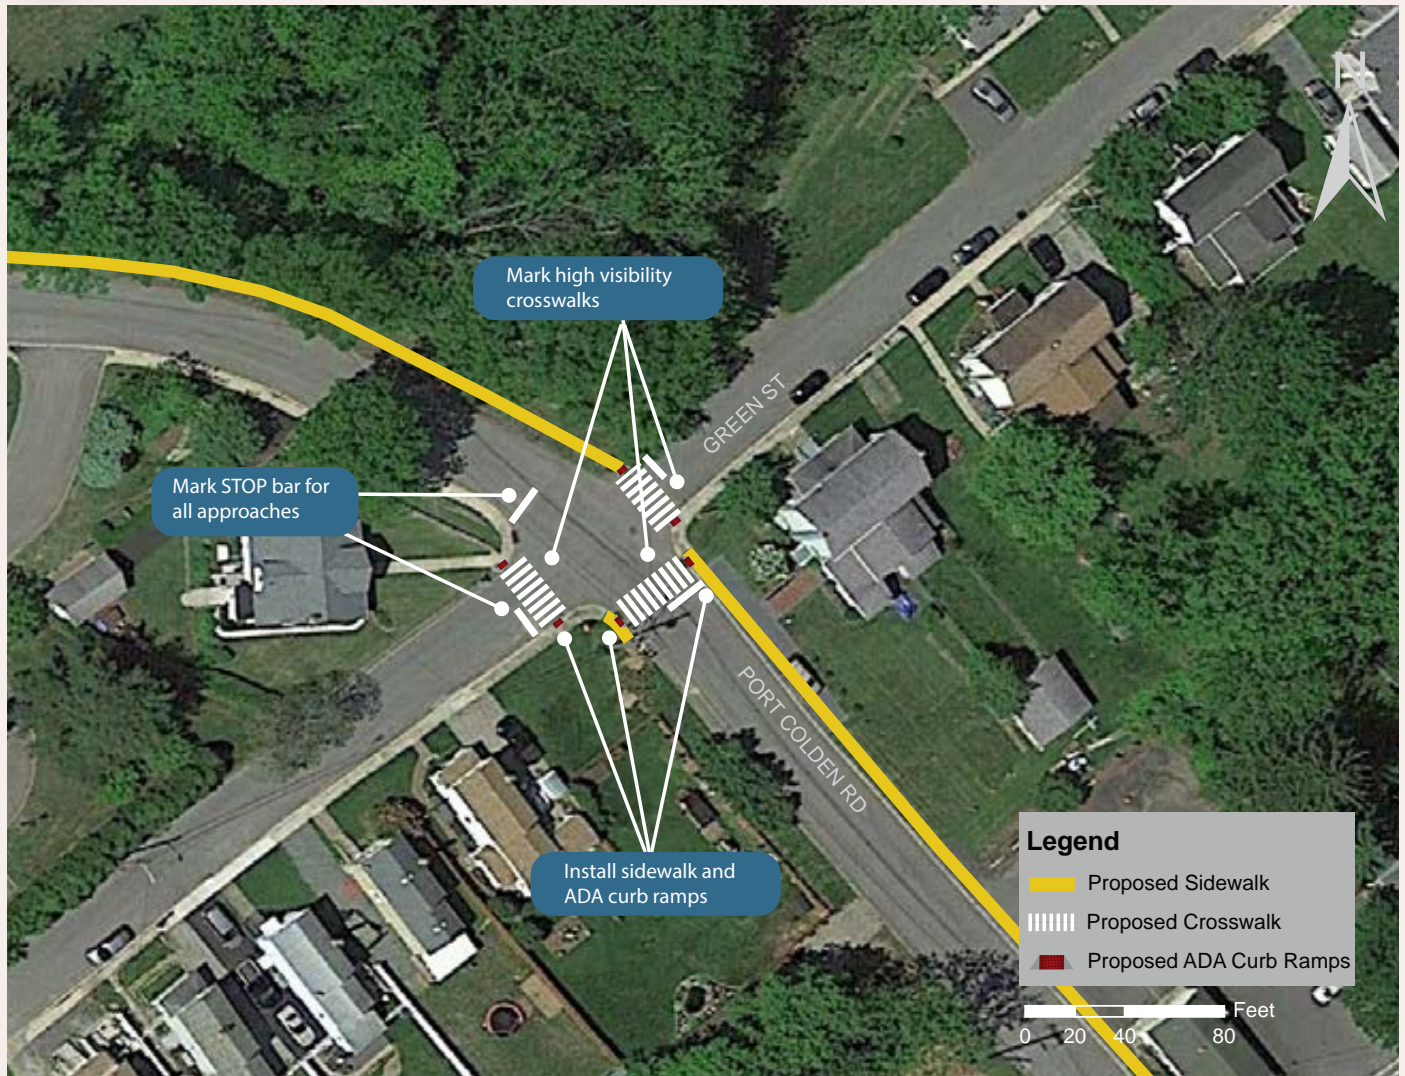 N
Mark high visibility
crosswalks
GREEN ST
Mark STOP bar for
all approaches
PORT COLDEN RD
Install sidewalk and
ADA curb ramps
Legend
Proposed Sidewalk
Proposed Crosswalk
Proposed ADA Curb Ramps
Feet
0 20 40 80